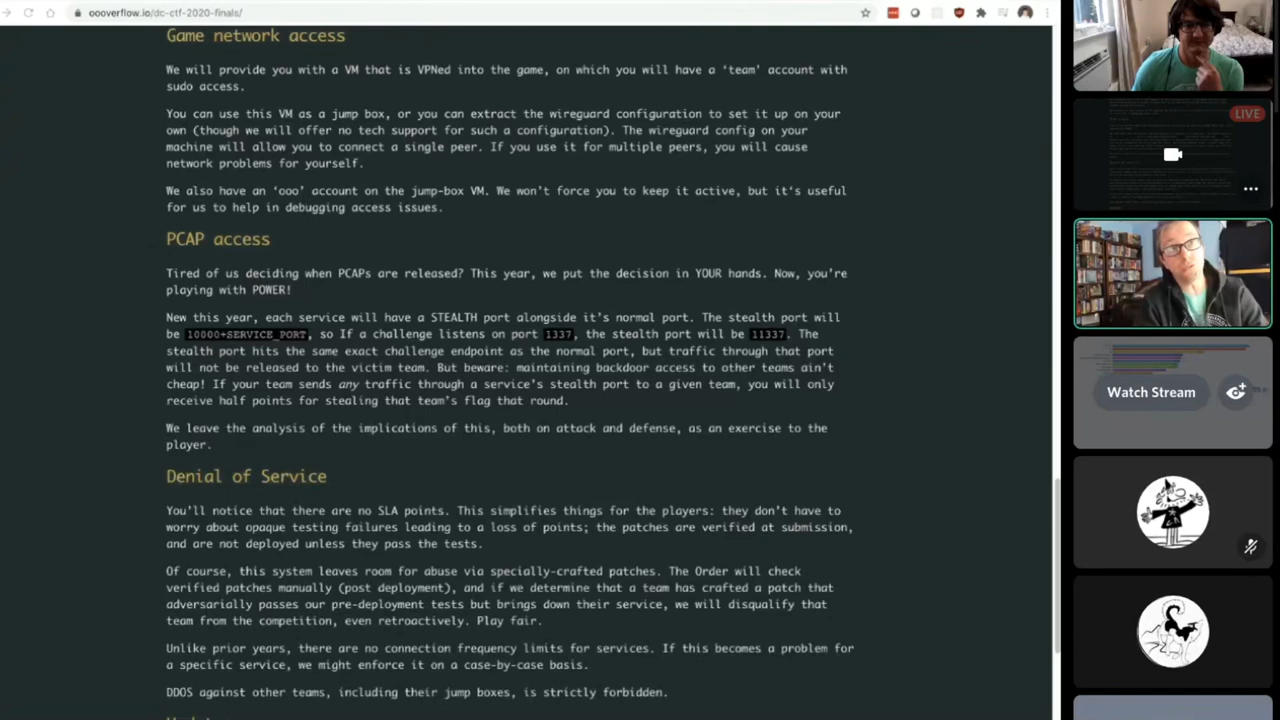 oooverflow.io/dc-ctf-2020-finals/
Game network access
We will provide you with a VM that is VPNed into the game, on which you will have a ‘team’ account with
sudo access.
You can use this VM as a jump box, or you can extract the wireguard configuration to set it up on your
own (though we will offer no tech support for such a configuration). The wireguard config on your
machine will allow you to connect a single peer. If you use it for multiple peers, you will cause
network problems for yourself.
We also have an ‘ooo’ account on the jump-box VM. We won’t force you to keep it active, but it’s useful
for us to help in debugging access issues.
PCAP access
Tired of us deciding when PCAPs are released? This year, we put the decision in YOUR hands. Now, you’re
playing with POWER!
New this year, each service will have a STEALTH port alongside it’s normal port. The stealth port will
be 10000+SERVICE_PORT, so If a challenge listens on port 1337, the stealth port will be 11337. The
stealth port hits the same exact challenge endpoint as the normal port, but traffic through that port
will not be released to the victim team. But beware: maintaining backdoor access to other teams ain’t
cheap! If your team sends any traffic through a service’s stealth port to a given team, you will only
receive half points for stealing that team’s flag that round.
We leave the analysis of the implications of this, both on attack and defense, as an exercise to the
player.
Denial of Service
You’ll notice that there are no SLA points. This simplifies things for the players: they don’t have to
worry about opaque testing failures leading to a loss of points; the patches are verified at submission,
and are not deployed unless they pass the tests.
Of course, this system leaves room for abuse via specially-crafted patches. The Order will check
verified patches manually (post deployment), and if we determine that a team has crafted a patch that
adversarially passes our pre-deployment tests but brings down their service, we will disqualify that
team from the competition, even retroactively. Play fair.
Unlike prior years, there are no connection frequency limits for services. If this becomes a problem for
a specific service, we might enforce it on a case-by-case basis.
DDOS against other teams, including their jump boxes, is strictly forbidden.
LIVE
Watch Stream